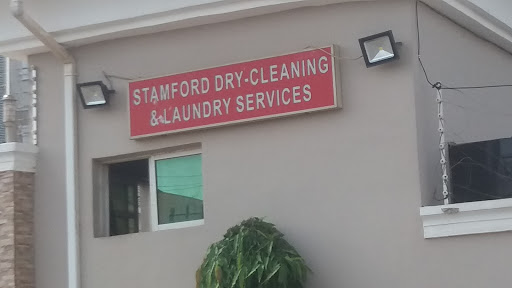 STAMFORD DRY-CLEANING
& LAUNDRY SERVICES